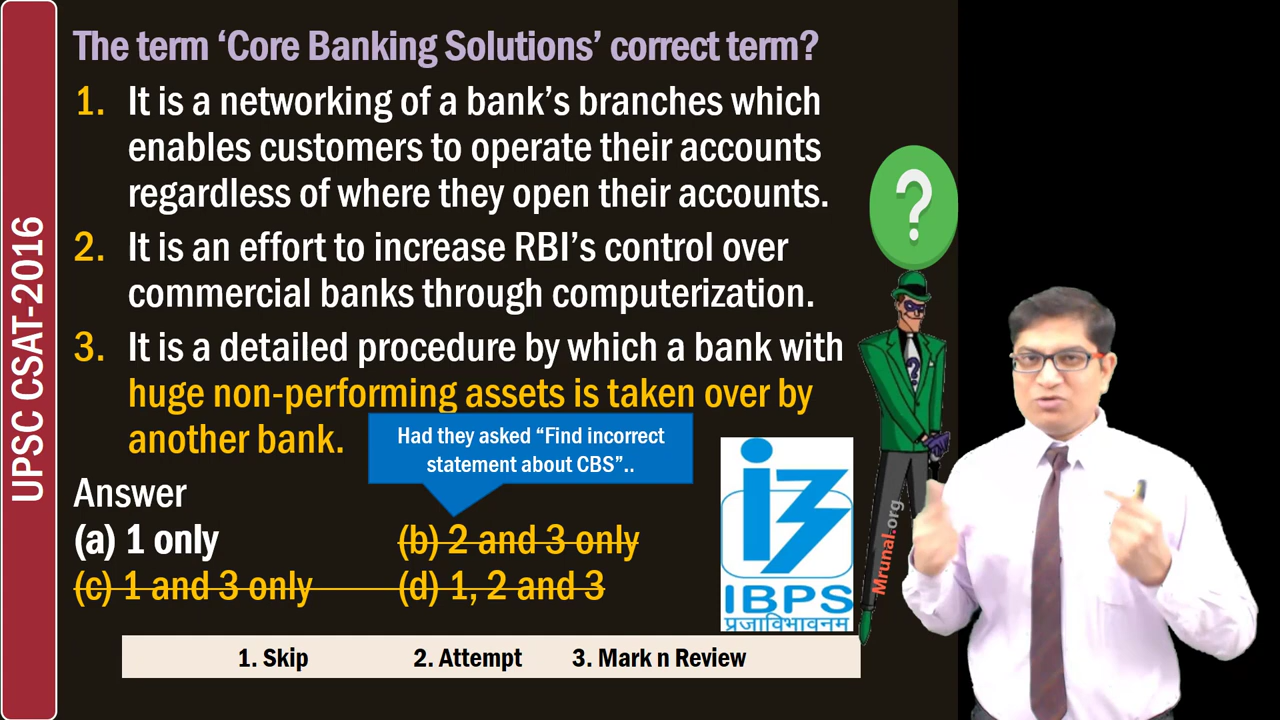 UPSC CSAT-2016
The term ‘Core Banking Solutions’ correct term?
1. It is a networking of a bank’s branches which
enables customers to operate their accounts
regardless of where they open their accounts.
2. It is an effort to increase RBI’s control over
commercial banks through computerization.
3. It is a detailed procedure by which a bank with
huge non-performing assets is taken over by
another bank.
Had they asked “Find incorrect
statement about CBS”..
Answer
(a) 1 only (b) 2 and 3 only
(c) 1 and 3 only (d) 1, 2 and 3
IBPS
प्रजाविभावनम
Mrunal.org
?
?
1. Skip 2. Attempt 3. Mark n Review